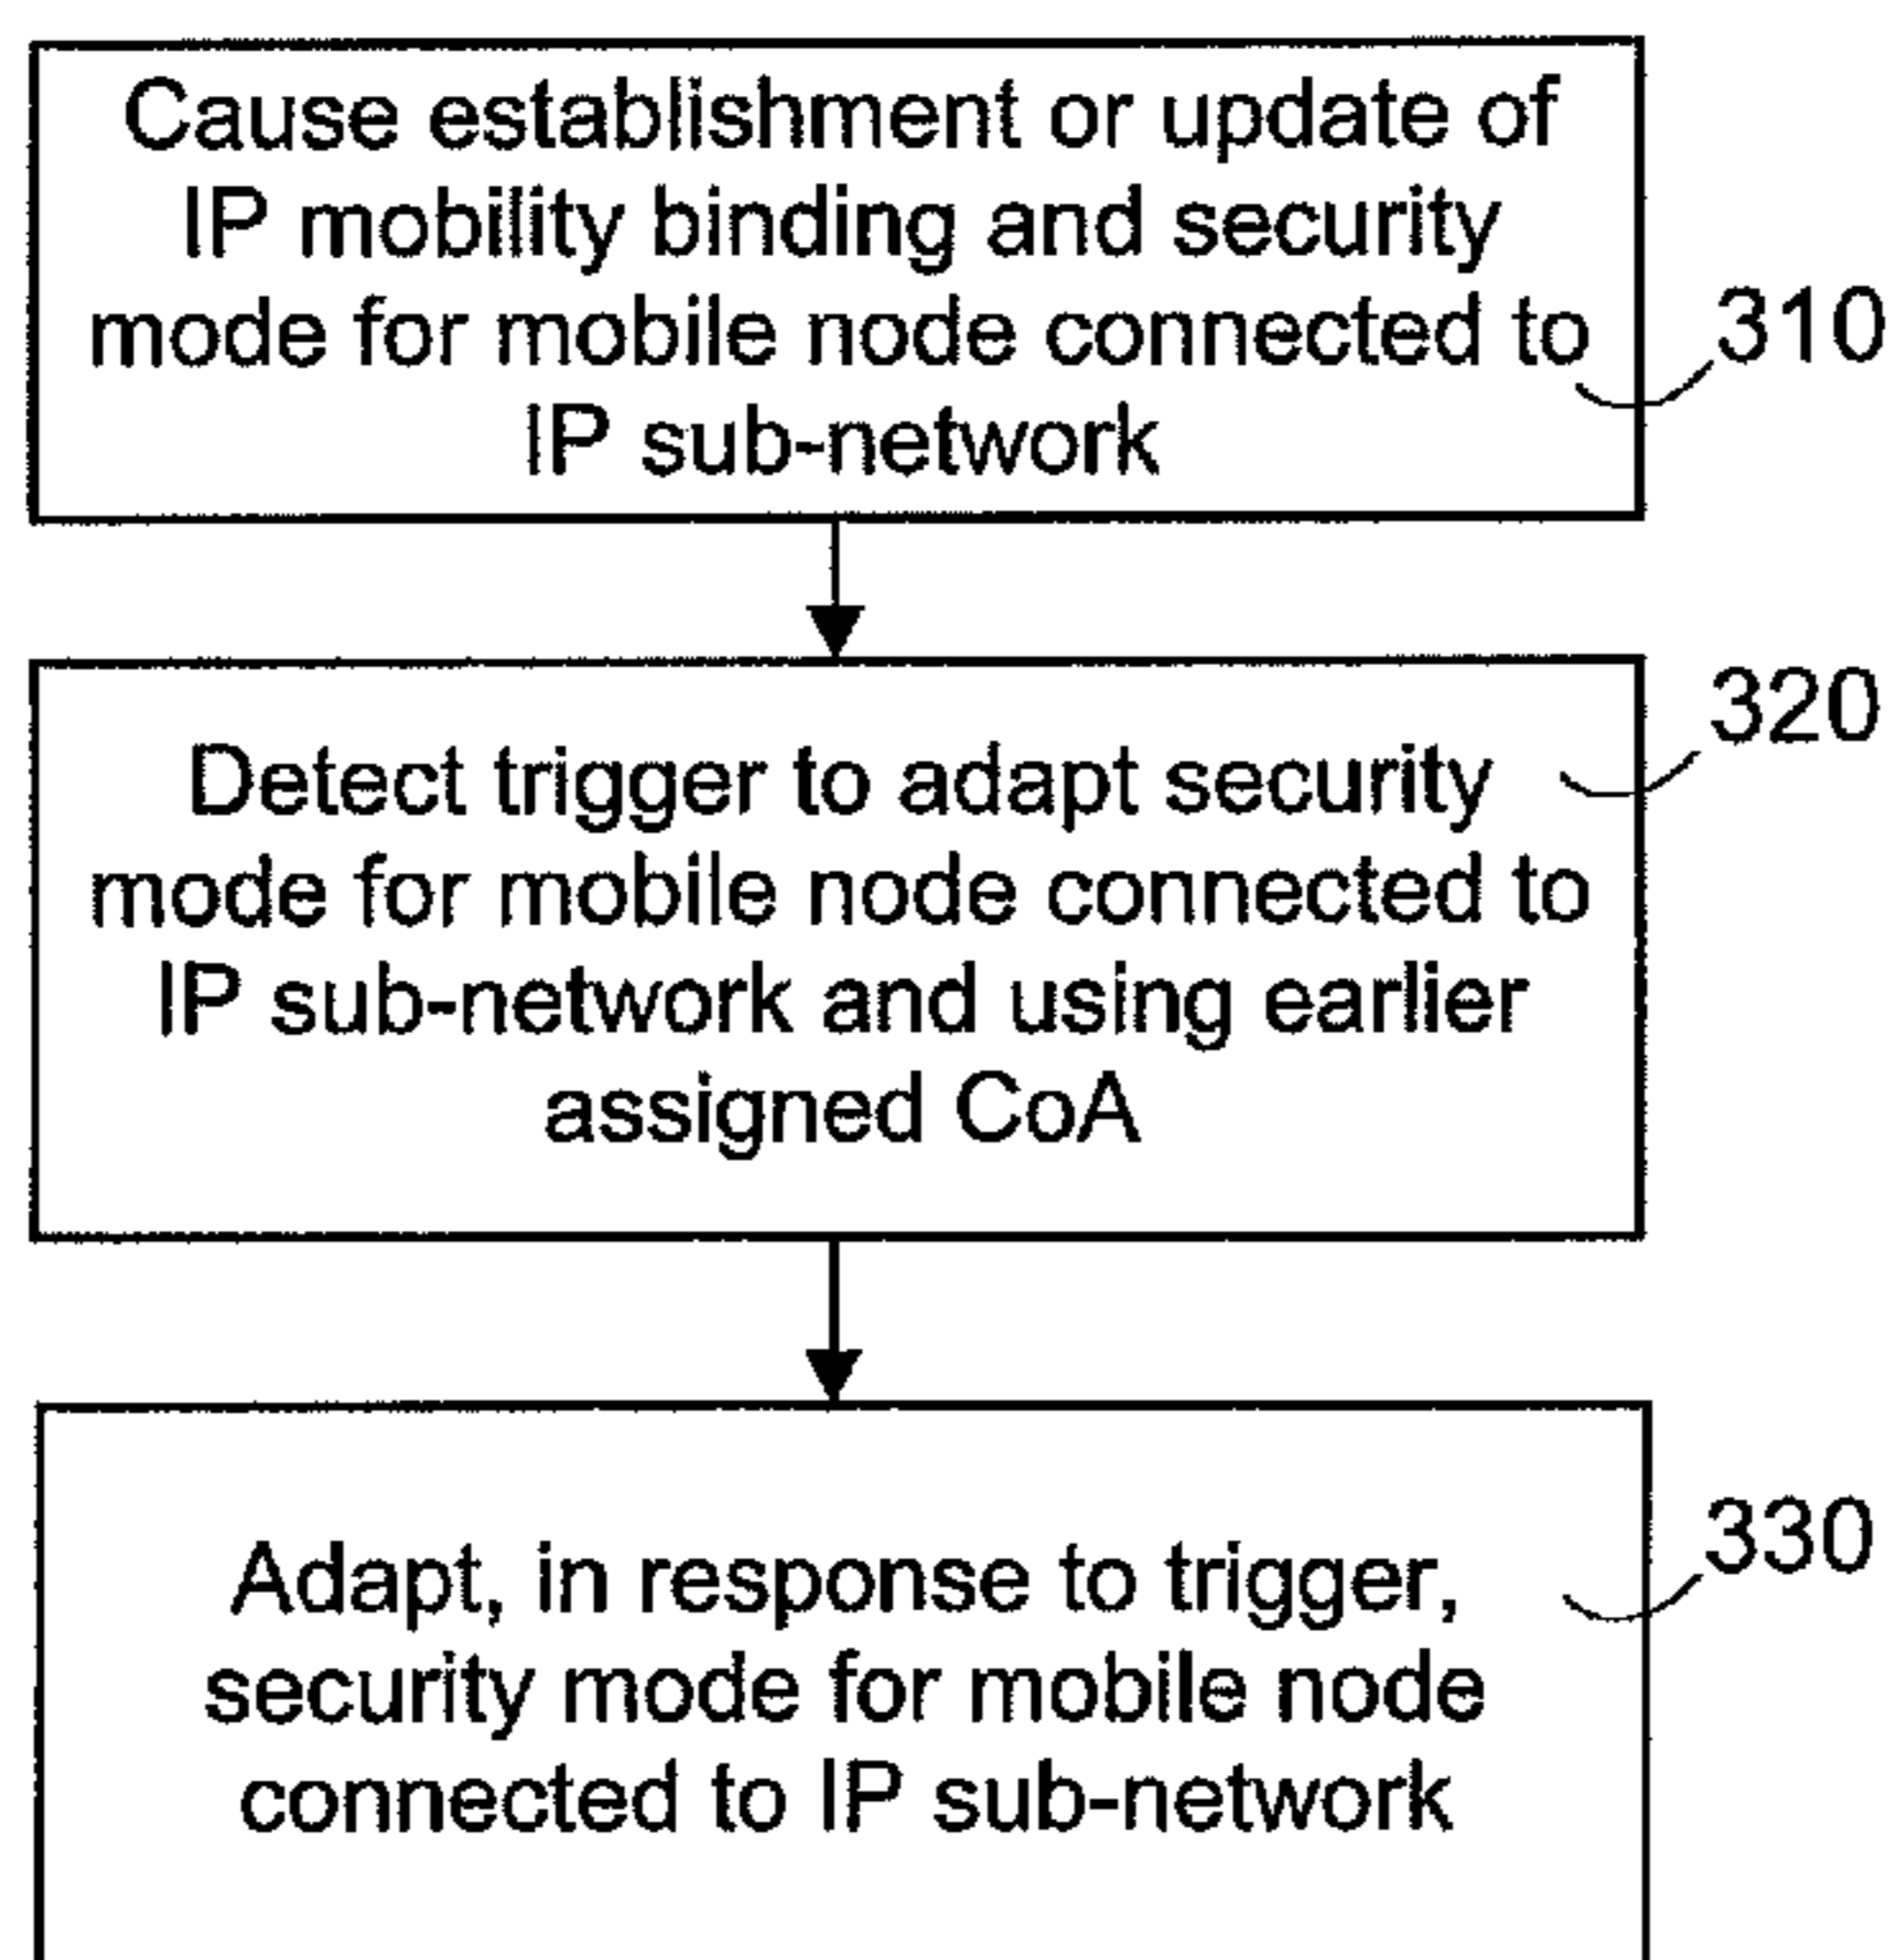 Cause establishment or update of
IP mobility binding and security
mode for mobile node connected to
IP sub-network
310
Detect trigger to adapt security
mode for mobile node connected to
IP sub-network and using earlier
assigned CoA
320
Adapt, in response to trigger,
security mode for mobile node
connected to IP sub-network
330